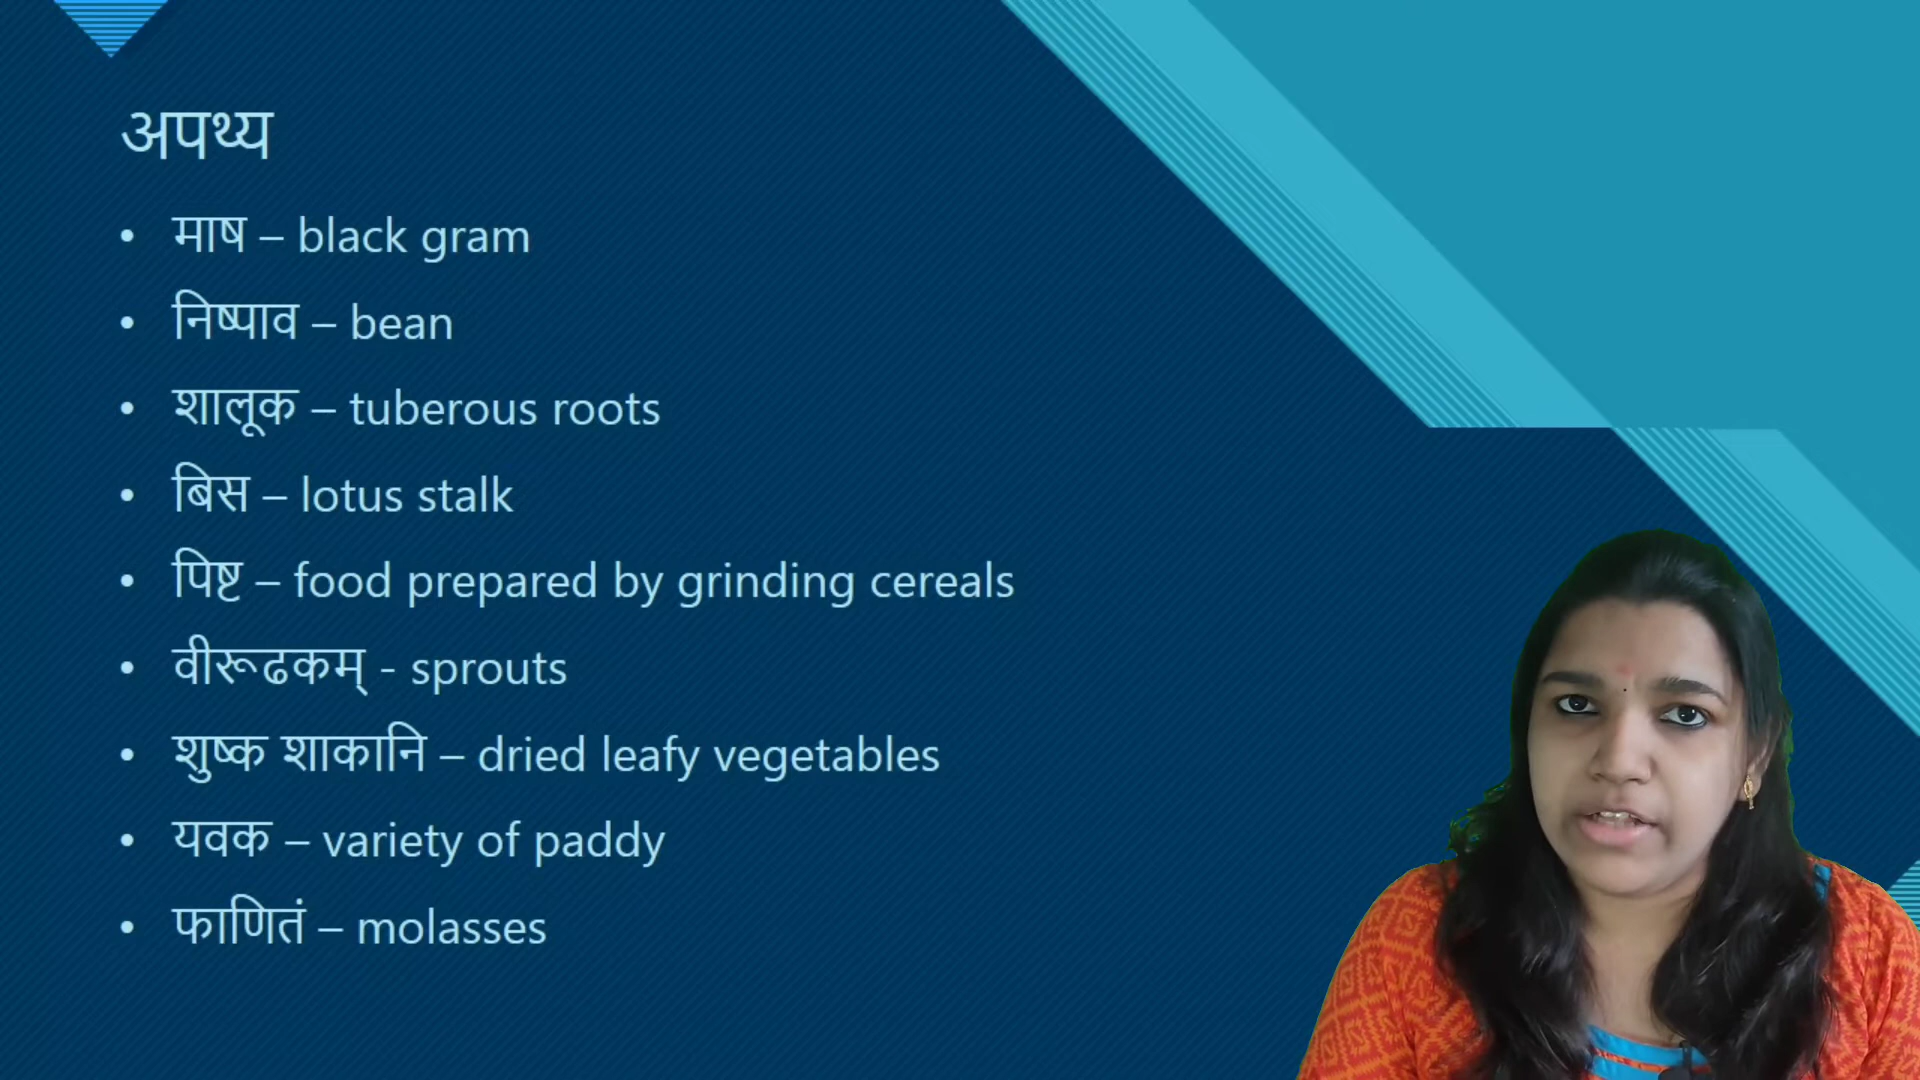 अपथ्य
• माष – black gram
• निष्पाव – bean
• शालूक – tuberous roots
• बिस – lotus stalk
• पिष्ट – food prepared by grinding cereals
• वीरूढकम् - sprouts
• शुष्क शाकानि – dried leafy vegetables
• यवक – variety of paddy
• फाणितं – molasses